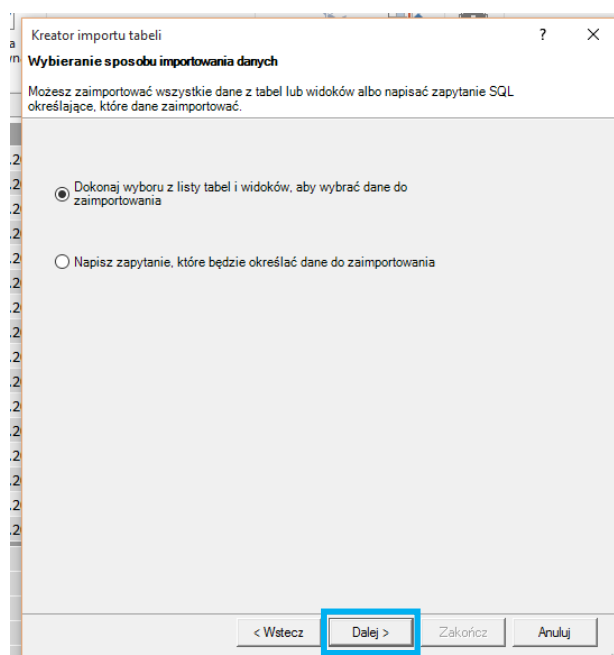 Kreator importu tabeli
Wybieranie sposobu importowania danych
Możesz zaimportować wszystkie dane z tabel lub widoków albo napisać zapytanie SQL
określające, które dane zaimportować.
Dokonaj wyboru z listy tabel i widoków, aby wybrać dane do
zaimportowania
Napisz zapytanie, które będzie określać dane do zaimportowania
< Wstecz Dalej > Zakończ Anuluj